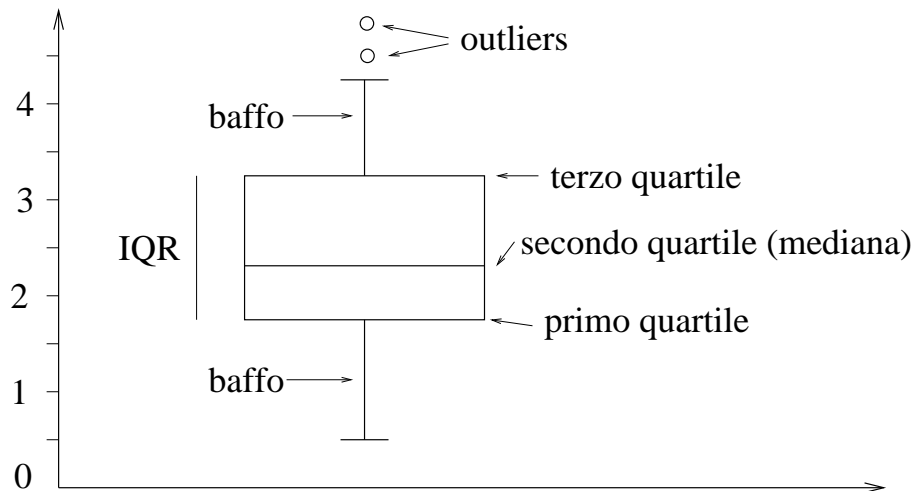 outliers
4
baffo
terzo quartile
3
IQR
secondo quartile (mediana)
2
primo quartile
baffo
1
0